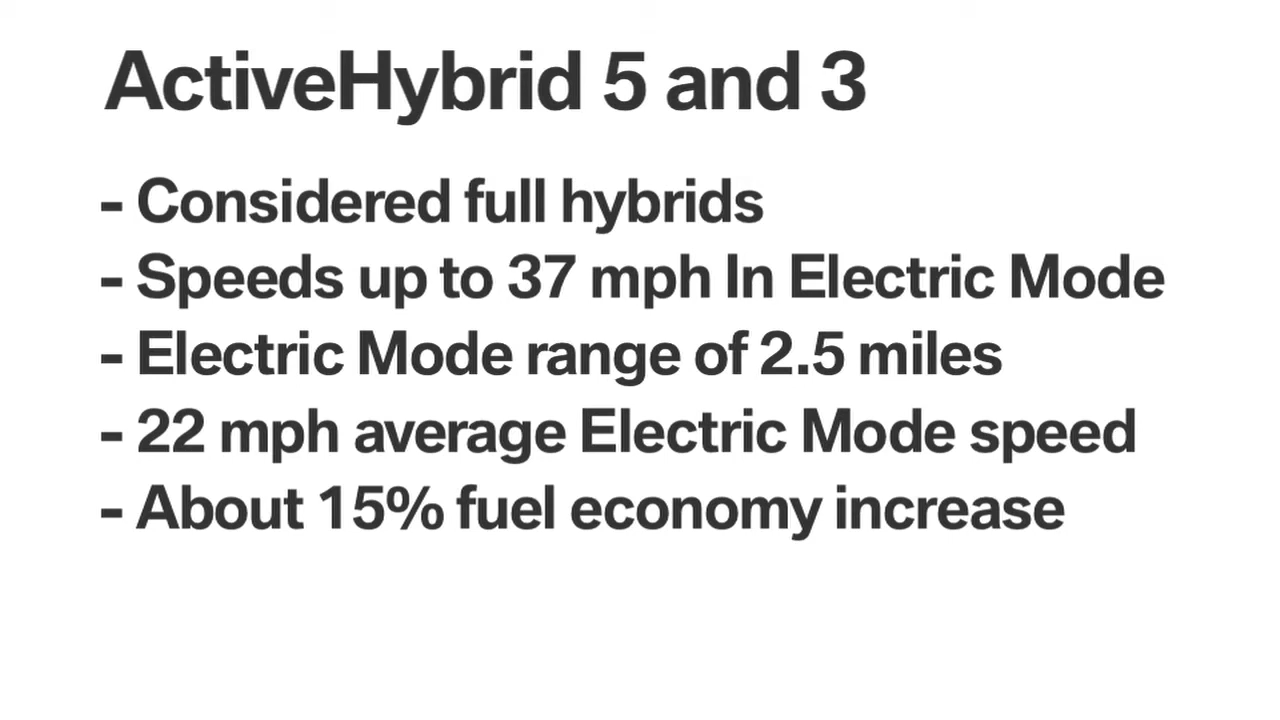 ActiveHybrid 5 and 3
- Considered full hybrids
- Speeds up to 37 mph In Electric Mode
- Electric Mode range of 2.5 miles
- 22 mph average Electric Mode speed
- About 15% fuel economy increase